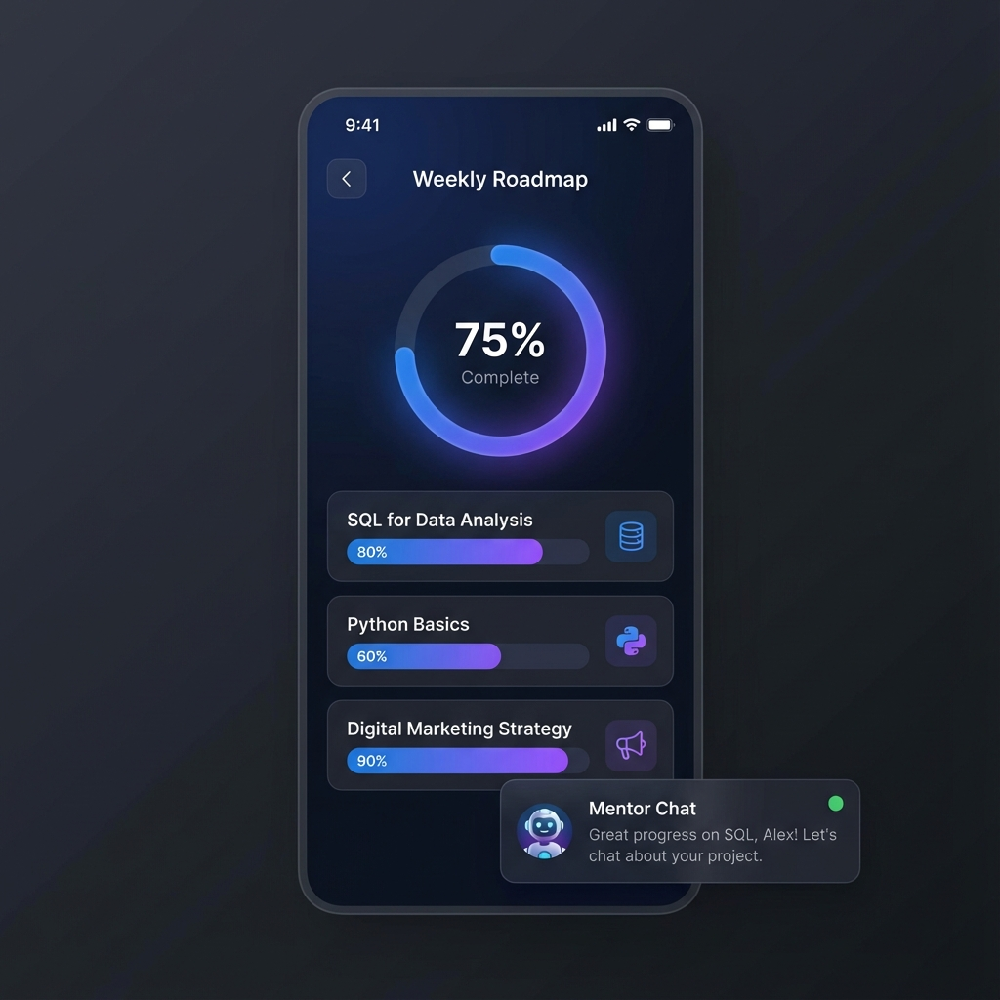 9:41
Weekly Roadmap
75%
Complete
SQL for Data Analysis
80%
Python Basics
60%
Digital Marketing Strategy
90%
Mentor Chat
Great progress on SQL, Alex! Let's
chat about your project.